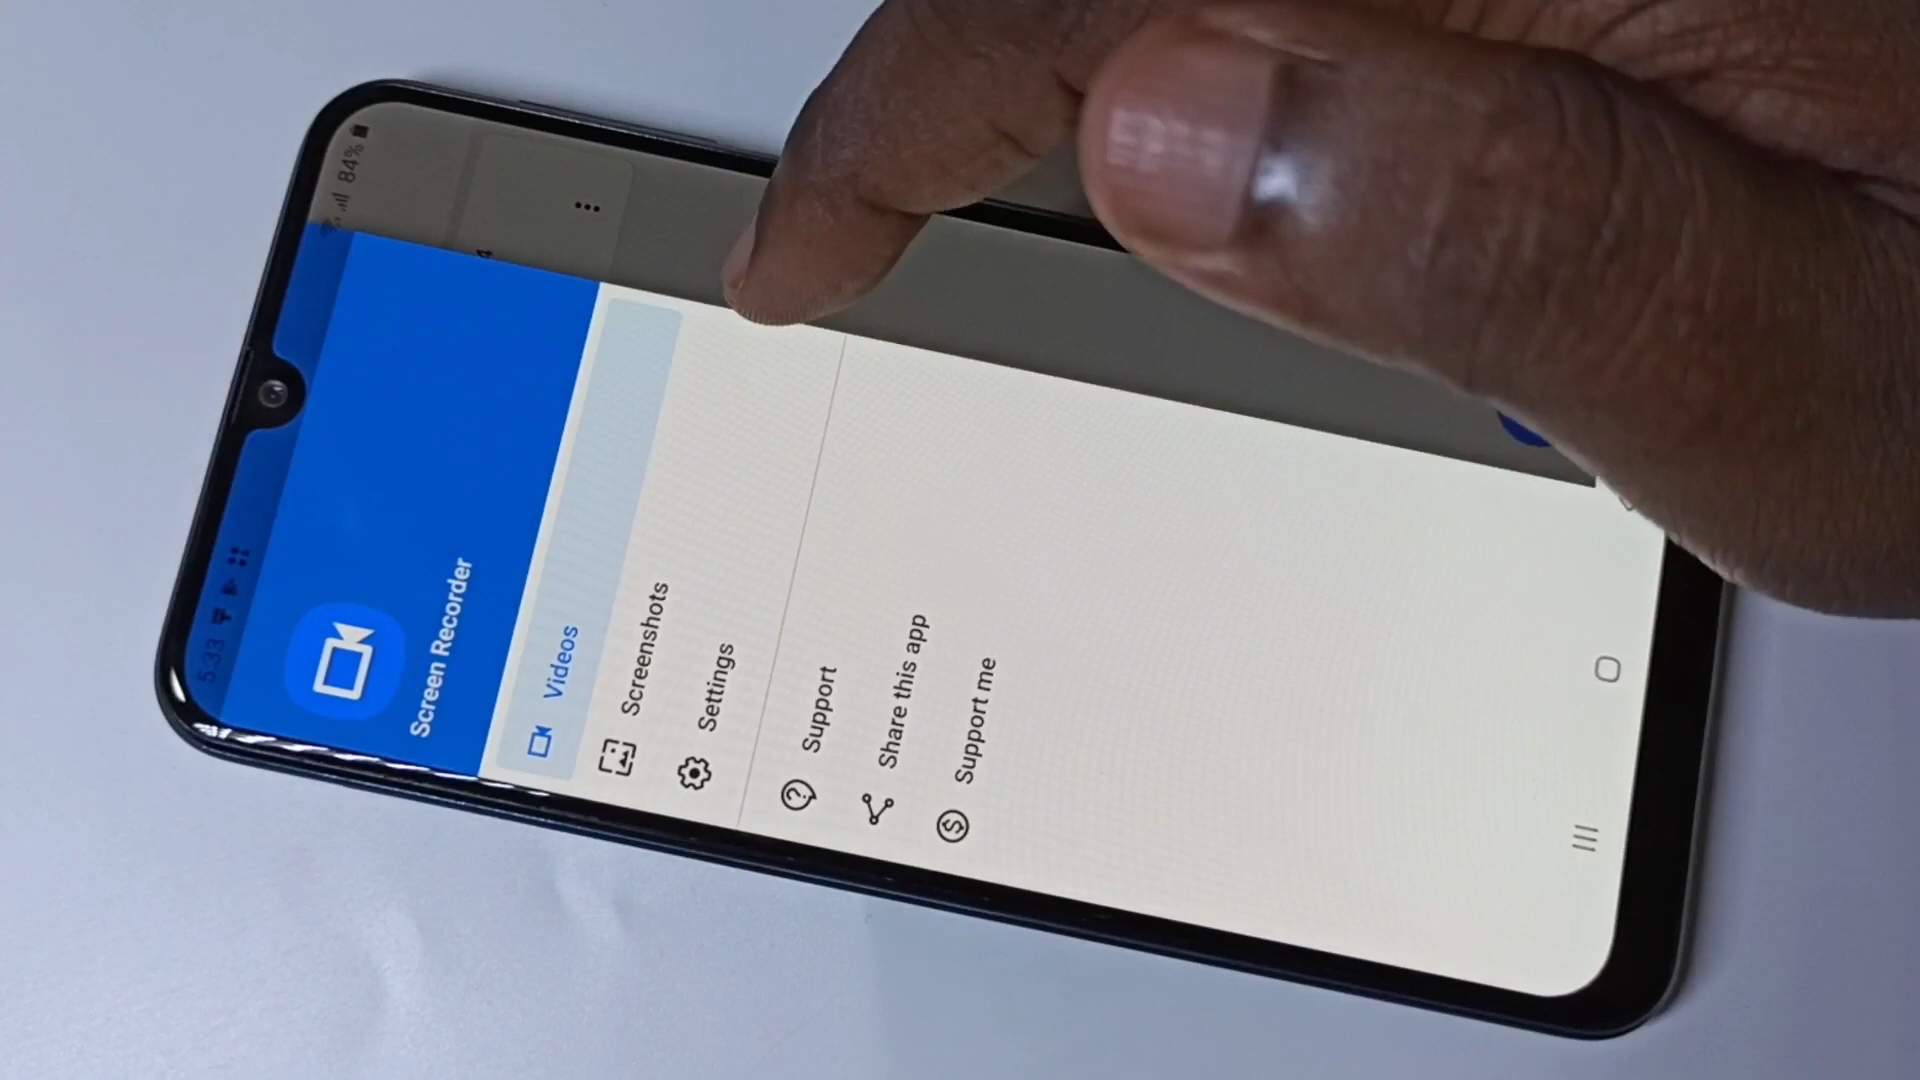 5:33
84%
Screen Recorder
Videos
Screenshots
Settings
Support
Share this app
Support me